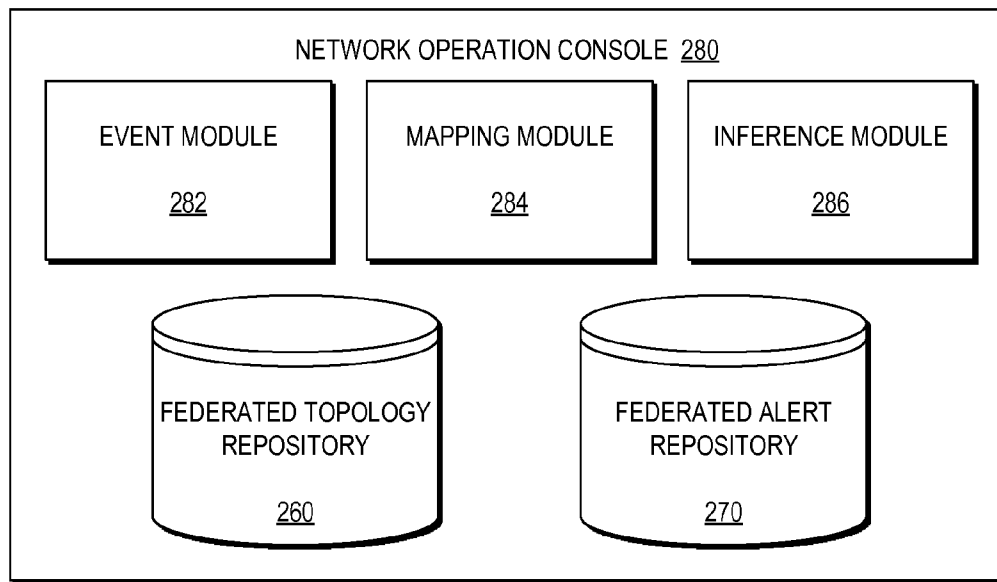 NETWORK OPERATION CONSOLE 280
EVENT MODULE
282
MAPPING MODULE
284
INFERENCE MODULE
286
FEDERATED TOPOLOGY
REPOSITORY
260
FEDERATED ALERT
REPOSITORY
270